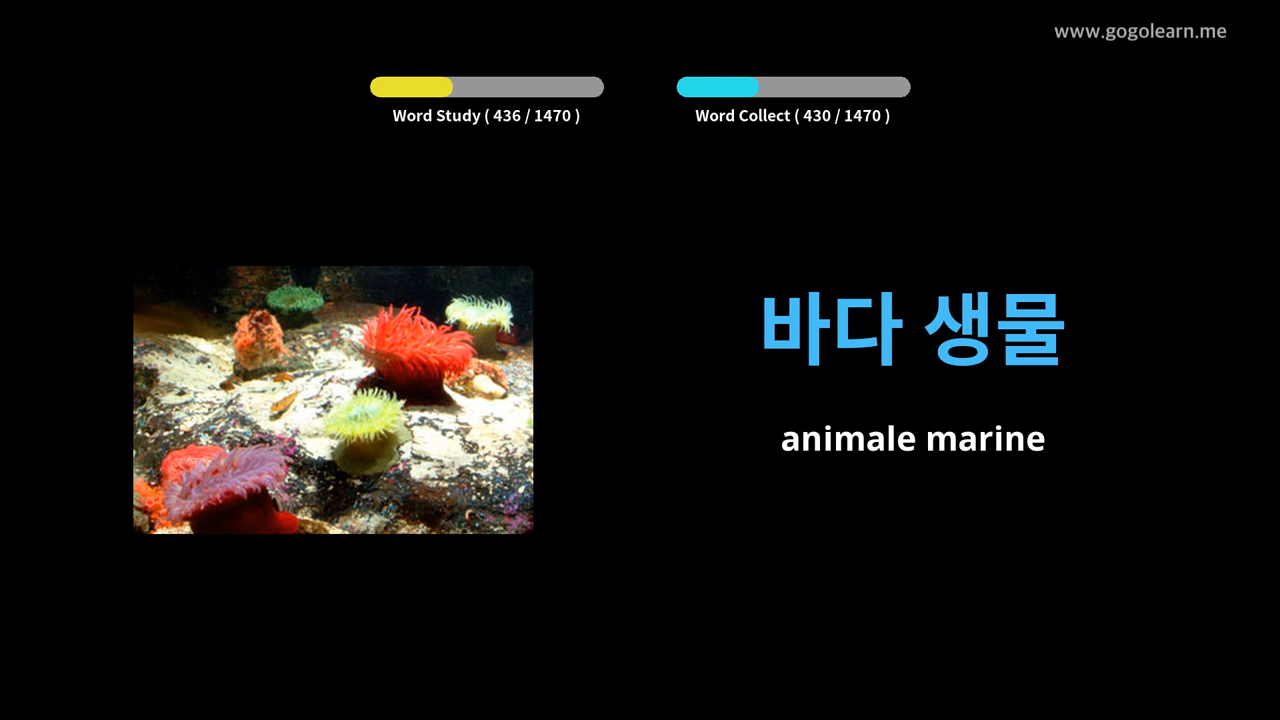 www.gogolearn.me
Word Study ( 436 / 1470 )
Word Collect ( 430 / 1470 )
바다 생물
animale marine